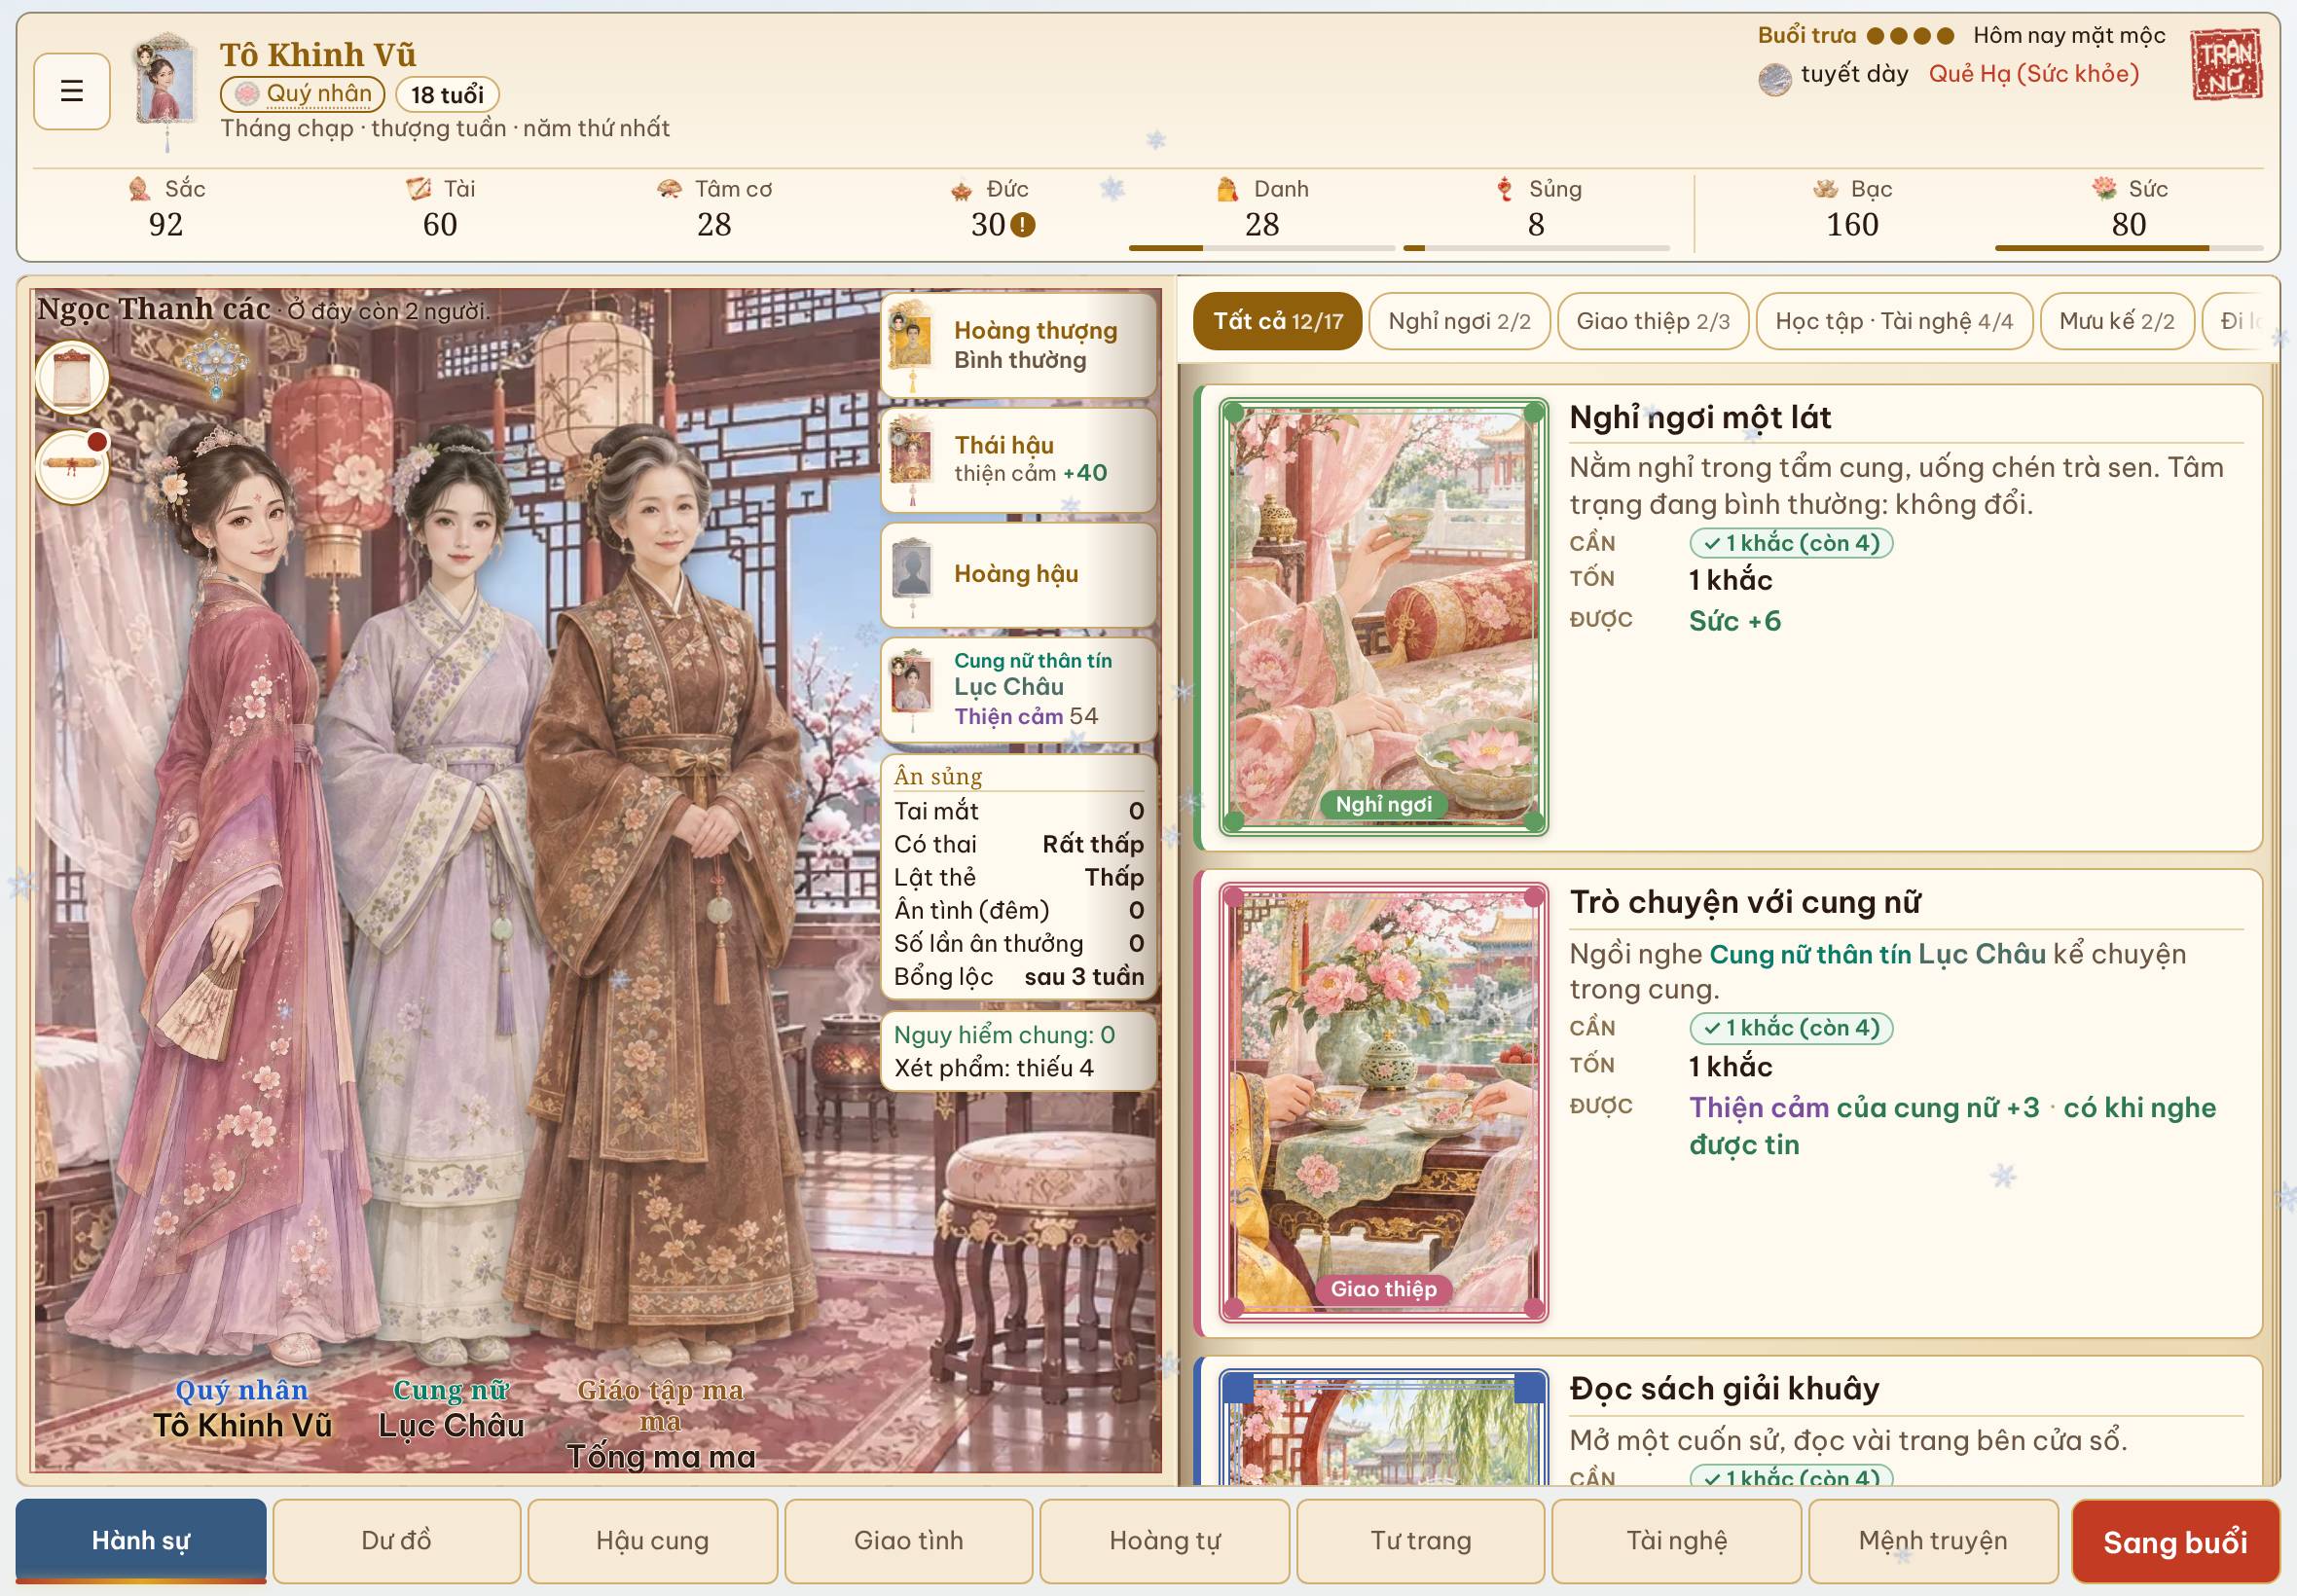 ☰
Tô Khinh Vũ
Quý nhân
18 tuổi
Tháng chạp · thượng tuần · năm thứ nhất
Buổi trưa
Hôm nay mặt mộc
tuyết dày
Quẻ Hạ (Sức khỏe)
TRÂN NỮ
Sắc
92
Tài
60
Tâm cơ
28
Đức
30 !
Danh
28
Sủng
8
Bạc
160
Sức
80
Ngọc Thanh các · Ở đây còn 2 người.
Hoàng thượng
Bình thường
Thái hậu
thiện cảm +40
Hoàng hậu
Cung nữ thân tín
Lục Châu
Thiện cảm 54
Ân sủng
Tai mắt 0
Có thai Rất thấp
Lật thẻ Thấp
Ân tình (đêm) 0
Số lần ân thưởng 0
Bổng lộc sau 3 tuần
Nguy hiểm chung: 0
Xét phẩm: thiếu 4
Quý nhân
Tô Khinh Vũ
Cung nữ
Lục Châu
Giáo tập ma
ma
Tống ma ma
Tất cả 12/17
Nghỉ ngơi 2/2
Giao thiệp 2/3
Học tập · Tài nghệ 4/4
Mưu kế 2/2
Đi
Nghỉ ngơi
Nghỉ ngơi một lát
Nằm nghỉ trong tẩm cung, uống chén trà sen. Tâm
trạng đang bình thường: không đổi.
CẦN ✓ 1 khắc (còn 4)
TỐN 1 khắc
ĐƯỢC Sức +6
Giao thiệp
Trò chuyện với cung nữ
Ngồi nghe Cung nữ thân tín Lục Châu kể chuyện
trong cung.
CẦN ✓ 1 khắc (còn 4)
TỐN 1 khắc
ĐƯỢC Thiện cảm của cung nữ +3 · có khi nghe
được tin
Đọc sách giải khuây
Mở một cuốn sử, đọc vài trang bên cửa sổ.
CẦN ✓ 1 khắc (còn 4)
Hành sự
Dư đồ
Hậu cung
Giao tình
Hoàng tự
Tư trang
Tài nghệ
Mệnh truyện
Sang buổi